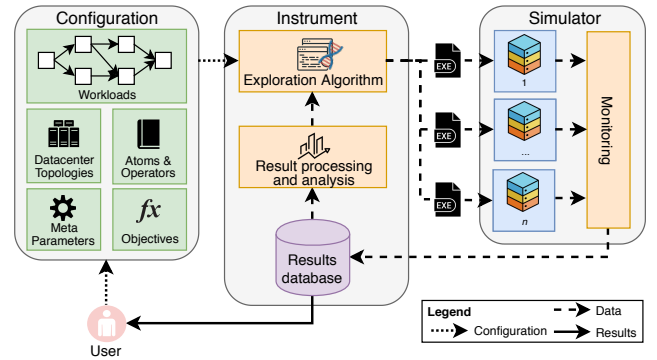 Configuration
Workloads
Datacenter
Topologies
Atoms &
Operators
Meta
Parameters
fx
Objectives
User
Instrument
Exploration Algorithm
Result processing
and analysis
Results
database
EXE
EXE
EXE
Simulator
1
...
n
Monitoring
Legend
Data
Configuration
Results